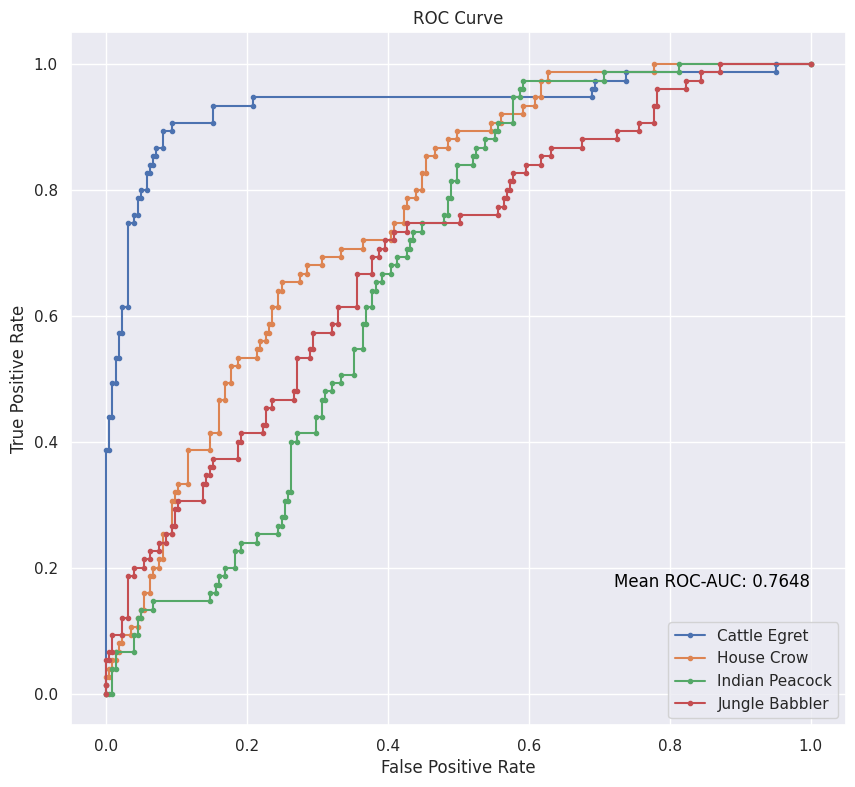 ROC Curve
True Positive Rate
1.0
0.8
0.6
0.4
0.2
0.0
Mean ROC-AUC: 0.7648
Cattle Egret
House Crow
Indian Peacock
Jungle Babbler
0.0 0.2 0.4 0.6 0.8 1.0
False Positive Rate